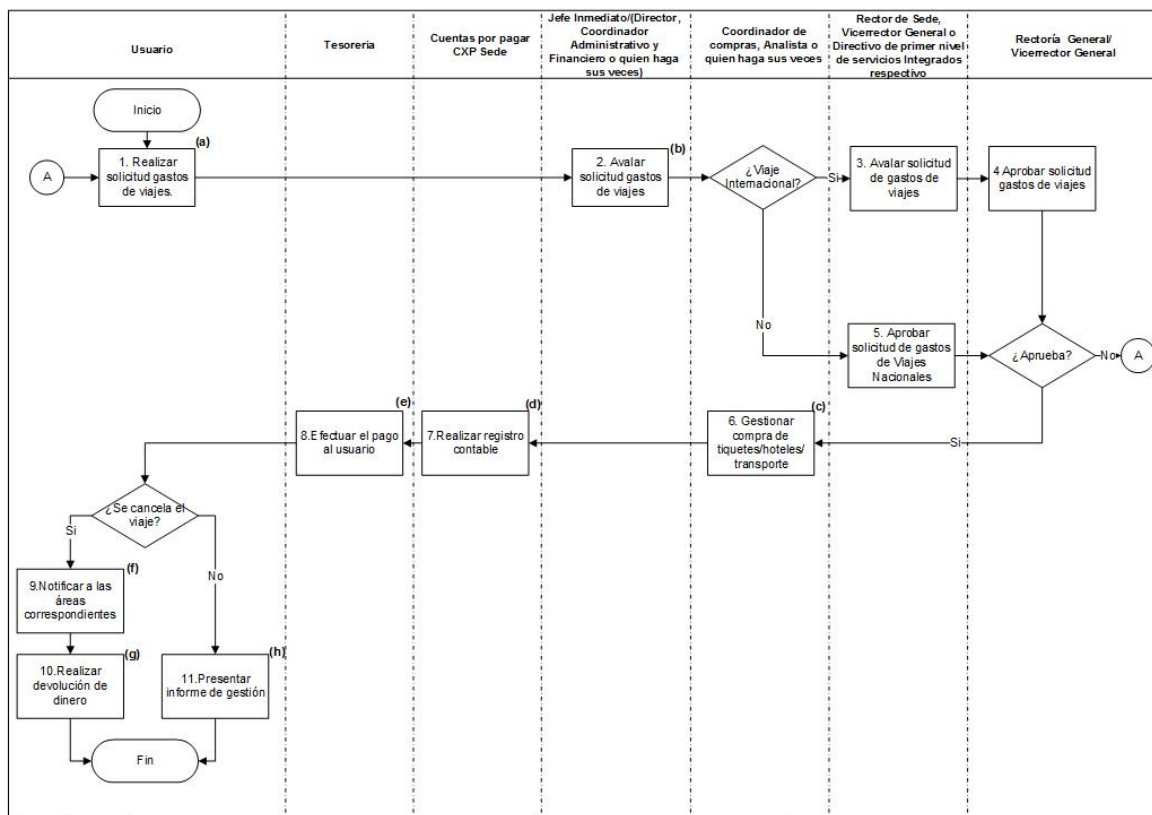 Usuario
Tesoreria
Cuentas por pagar
CXP Sede
Jefe Inmediato/(Director,
Coordinador
Administrativo y
Financiero o quien haga
sus veces)
Coordinador de
compras, Analista o
quien haga sus veces
Rector de Sede,
Vicerrector General o
Directivo de primer nivel
de servicios Integrados
respectivo
Rectoría General/
Vicerrector General
Inicio
A
1. Realizar
solicitud gastos
de viajes.
(a)
2. Avalar
solicitud gastos
de viajes
(b)
¿Viaje
Internacional?
Si
3. Avalar solicitud
de gastos de
viajes
4 Aprobar solicitud
gastos de viajes
No
5. Aprobar
solicitud de gastos
de Viajes
Nacionales
¿Aprueba?
No
A
Si
6. Gestionar
compra de
tiquetes/hoteles/
transporte
(c)
7.Realizar registro
contable
(d)
8.Efectuar el pago
al usuario
(e)
¿Se cancela el
viaje?
Si
No
9.Notificar a las
áreas
correspondientes
(f)
10.Realizar
devolución de
dinero
(g)
11.Presentar
informe de gestión
(h)
Fin